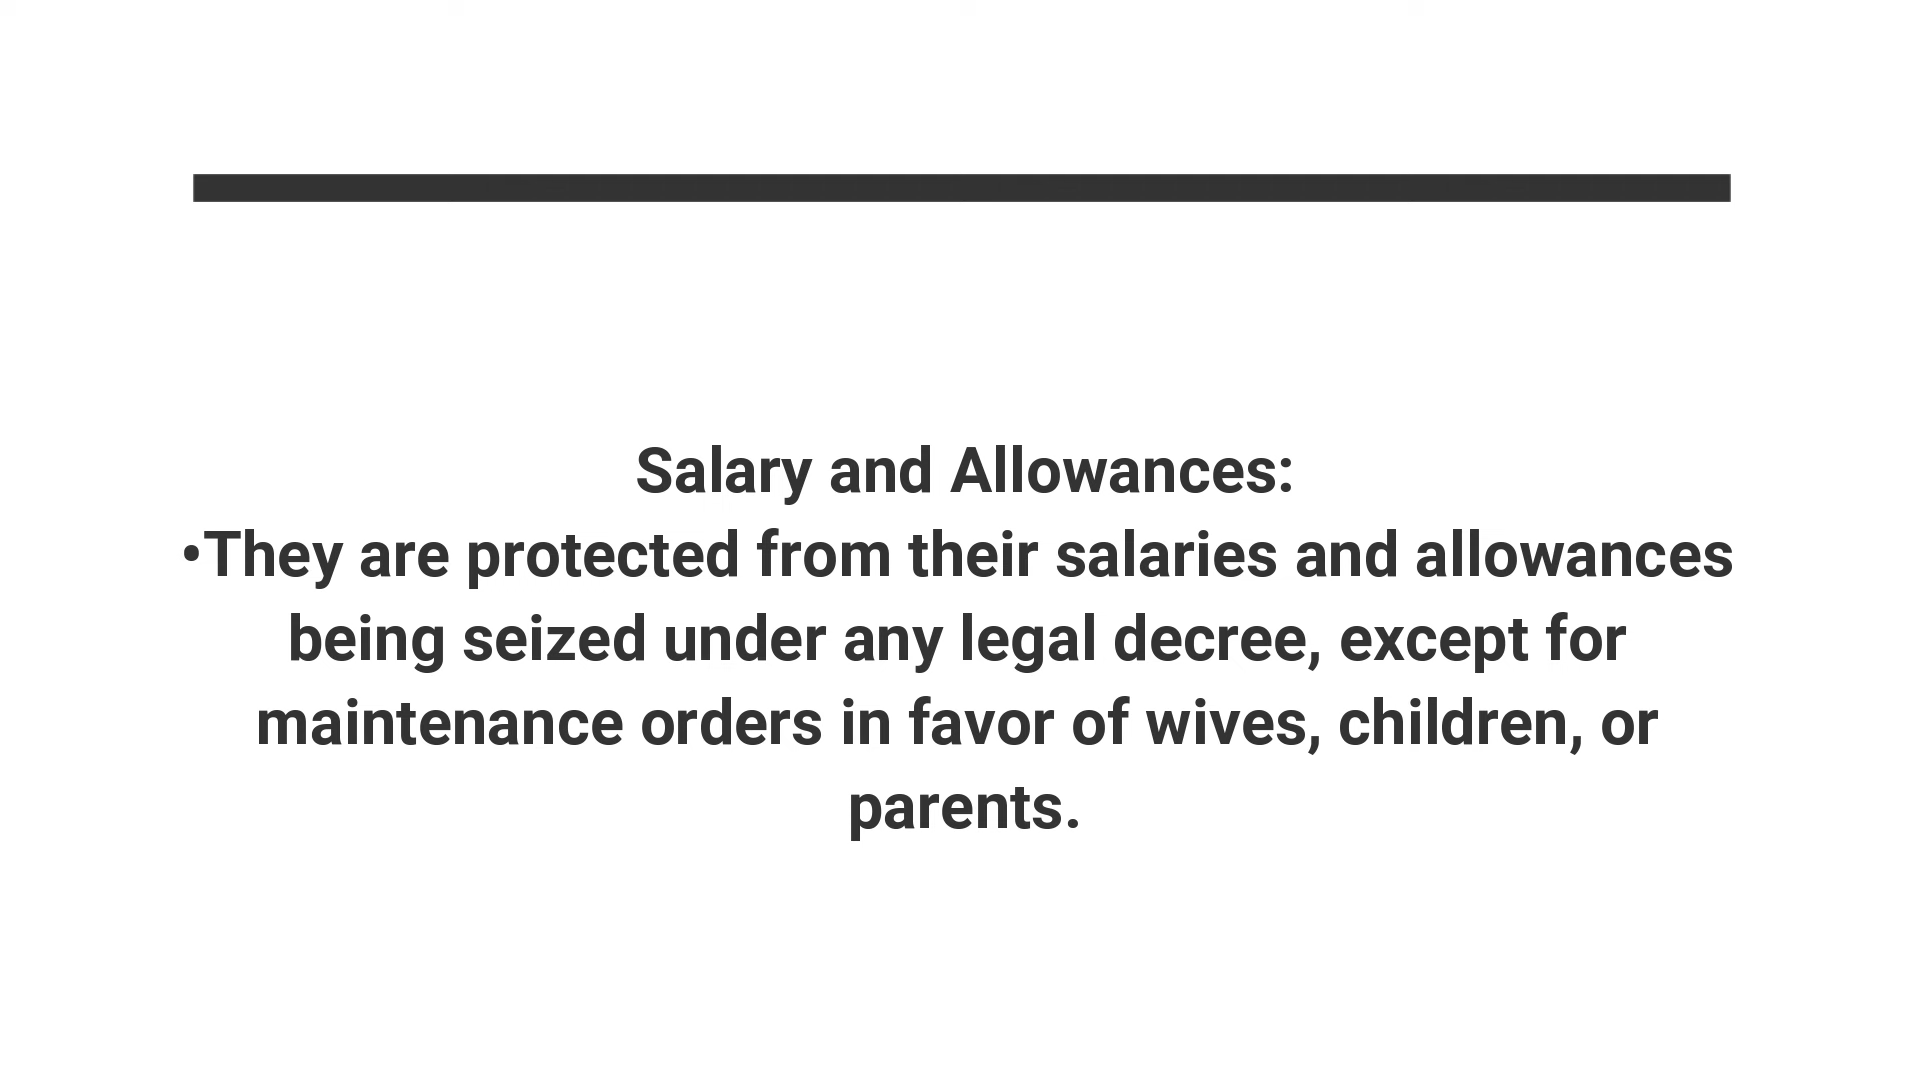 Salary and Allowances:
•They are protected from their salaries and allowances
being seized under any legal decree, except for
maintenance orders in favor of wives, children, or
parents.